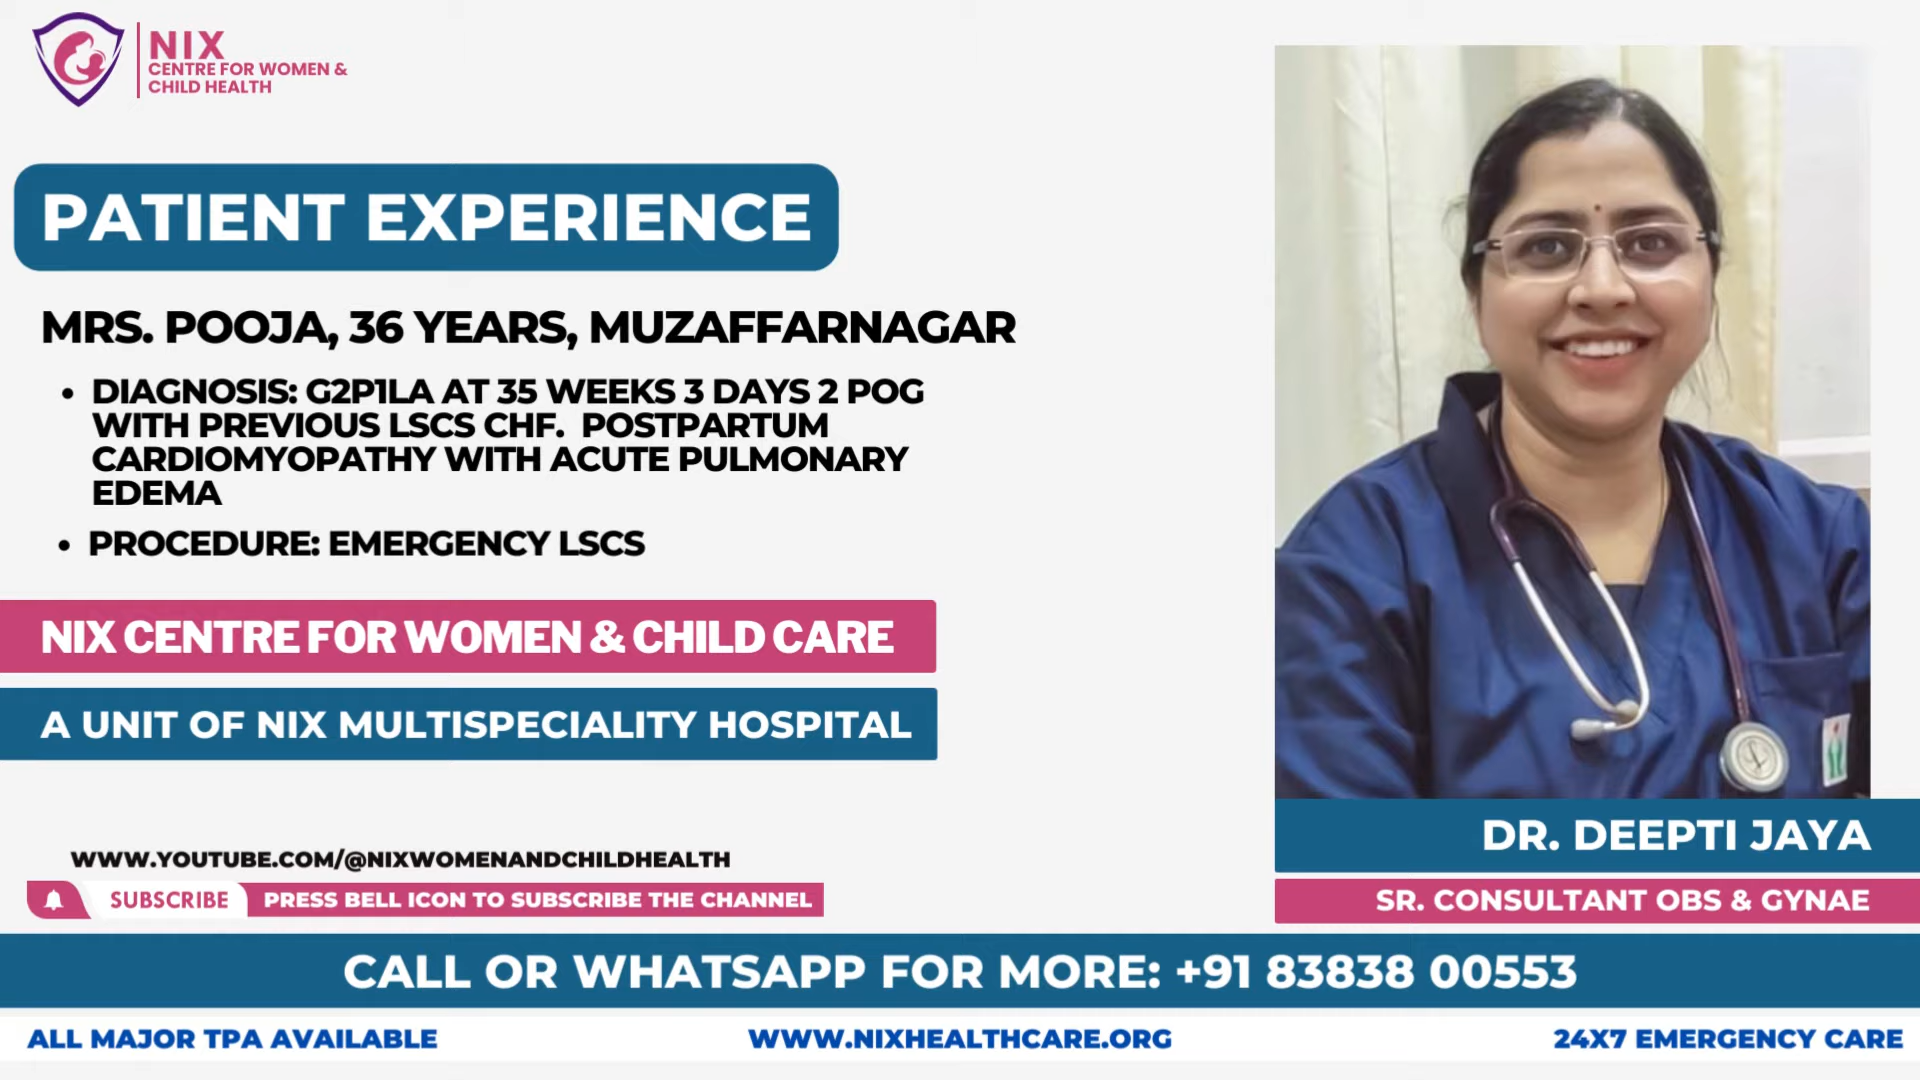 NIX
CENTRE FOR WOMEN &
CHILD HEALTH
PATIENT EXPERIENCE
MRS. POOJA, 36 YEARS, MUZAFFARNAGAR
• DIAGNOSIS: G2P1LA AT 35 WEEKS 3 DAYS 2 POG
WITH PREVIOUS LSCS CHF. POSTPARTUM
CARDIOMYOPATHY WITH ACUTE PULMONARY
EDEMA
• PROCEDURE: EMERGENCY LSCS
NIX CENTRE FOR WOMEN & CHILD CARE
A UNIT OF NIX MULTISPECIALITY HOSPITAL
WWW.YOUTUBE.COM/@NIXWOMENANDCHILDHEALTH
SUBSCRIBE PRESS BELL ICON TO SUBSCRIBE THE CHANNEL
DR. DEEPTI JAYA
SR. CONSULTANT OBS & GYNAE
CALL OR WHATSAPP FOR MORE: +91 83838 00553
ALL MAJOR TPA AVAILABLE
WWW.NIXHEALTHCARE.ORG
24X7 EMERGENCY CARE